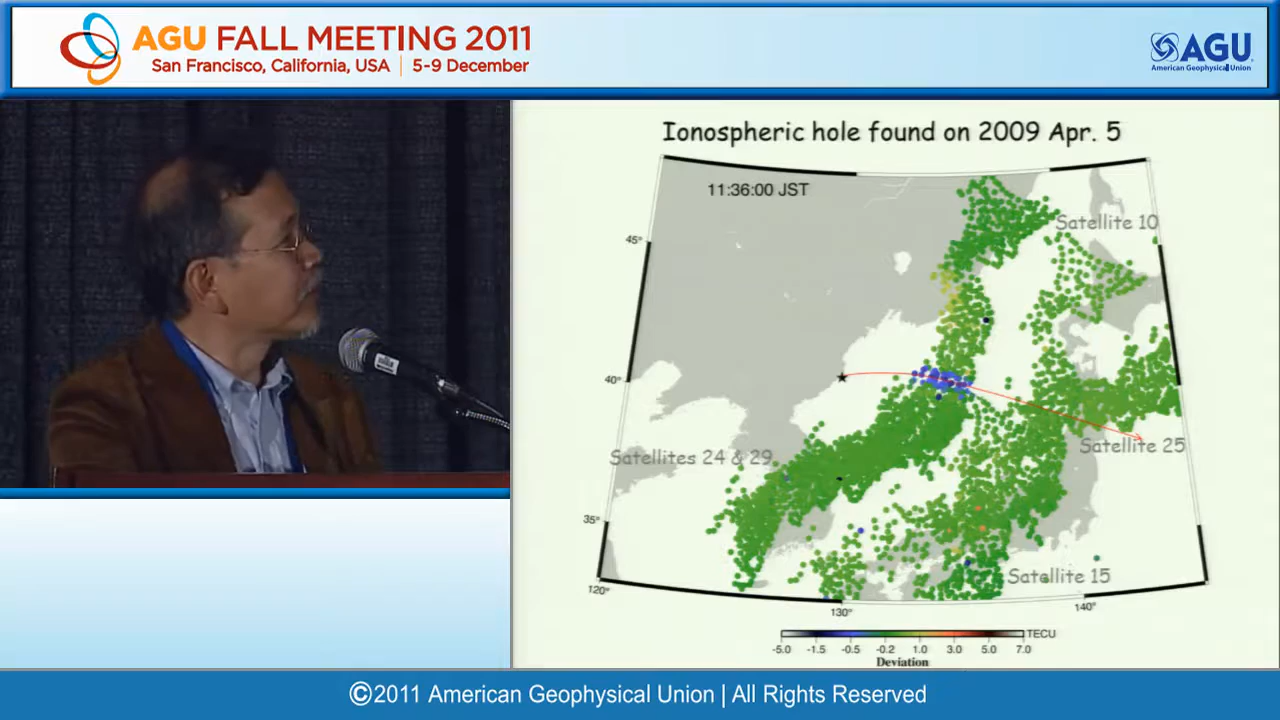 AGU FALL MEETING 2011
San Francisco, California, USA | 5-9 December
AGU
American Geophysical Union
Ionospheric hole found on 2009 Apr. 5
11:36:00 JST
Satellite 10
45°
40°
Satellite 25
Satellites 24 & 29
35°
Satellite 15
120°
130°
140°
TECU
-5.0 -1.5 -0.5 -0.2 1.0 3.0 5.0 7.0
Deviation
©2011 American Geophysical Union | All Rights Reserved